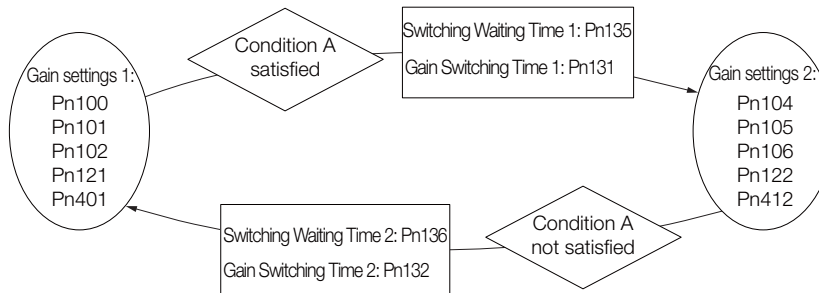 Gain settings 1:
Pn100
Pn101
Pn102
Pn121
Pn401
Condition A
satisfied
Switching Waiting Time 1: Pn135
Gain Switching Time 1: Pn131
Gain settings 2:
Pn104
Pn105
Pn106
Pn122
Pn412
Condition A
not satisfied
Switching Waiting Time 2: Pn136
Gain Switching Time 2: Pn132